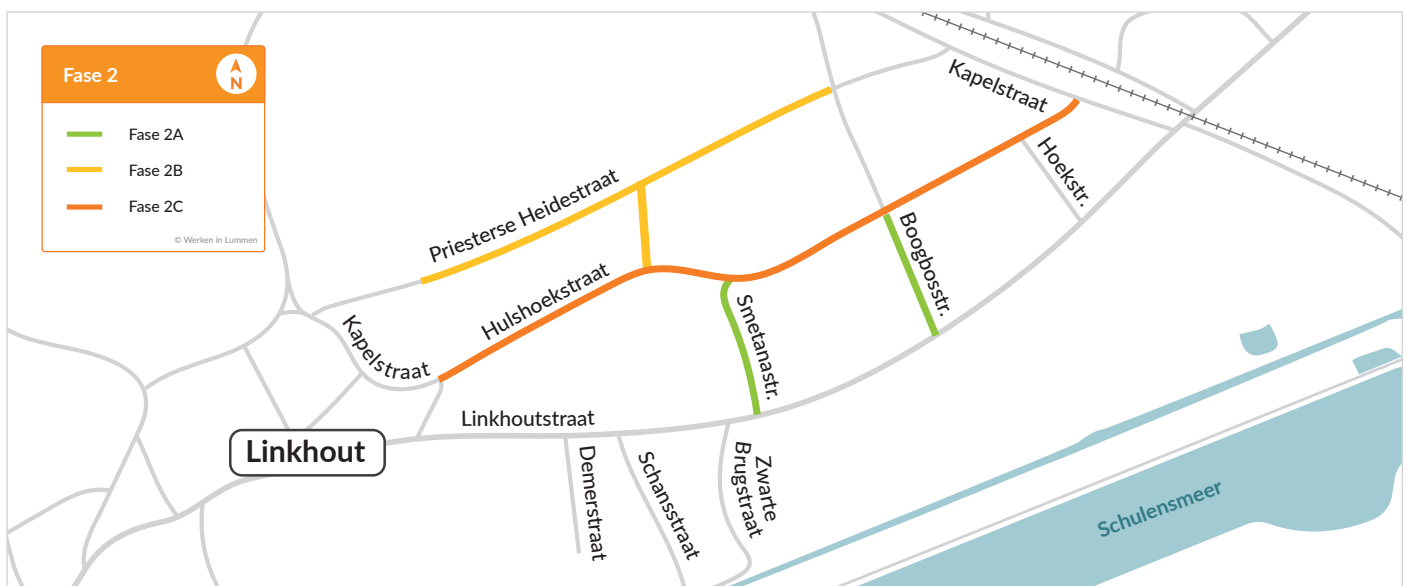 Fase 2
N
Fase 2A
Fase 2B
Fase 2C
© Werken in Lummen
Kapelstraat
Hoekstr.
Priesterse Heidestraat
Boogbosstr.
Hulshoekstraat
Smetanastr.
Kapelstraat
Linkhoutstraat
Linkhout
Demerstraat
Schansstraat
Zwarte
Brugstraat
Schulensmeer